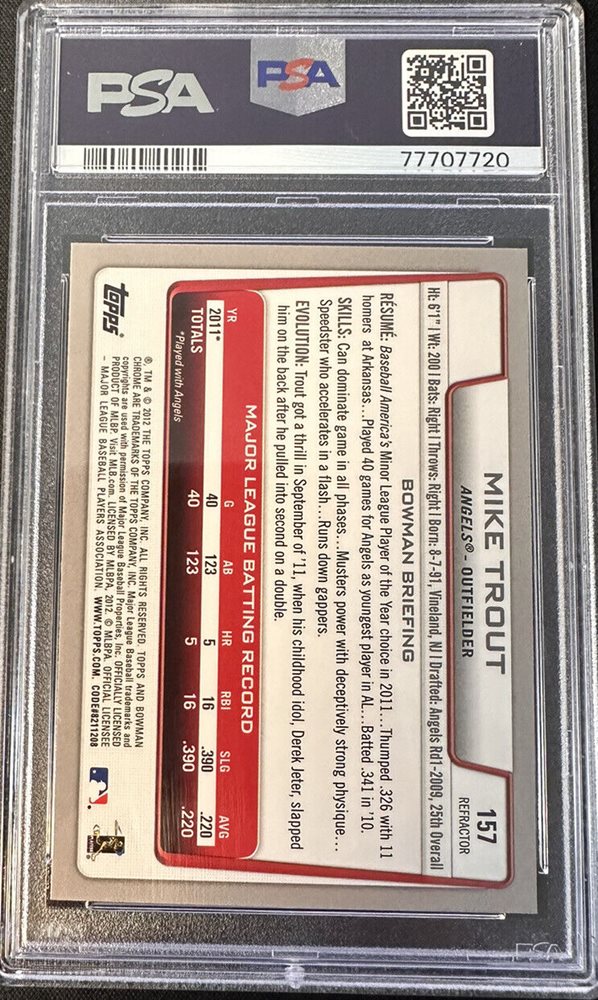 PSA
PSA
77707720
157
REFRACTOR
MIKE TROUT
ANGELS® - OUTFIELDER
Ht: 6'1" | Wt: 200 | Bats: Right | Throws: Right | Born: 8-7-91, Vineland, NJ | Drafted: Angels Rd1-2009, 25th Overall
BOWMAN BRIEFING
RÉSUMÉ: Baseball America's Minor League Player of the Year choice in 2011...Thumped .326 with 11
homers at Arkansas...Played 40 games for Angels as youngest player in AL...Batted .341 in '10.
SKILLS: Can dominate game in all phases...Musters power with deceptively strong physique...
Speedster who accelerates in a flash...Runs down gappers.
EVOLUTION: Trout got a thrill in September of '11, when his childhood idol, Derek Jeter, slapped
him on the back after he pulled into second on a double.
MAJOR LEAGUE BATTING RECORD
YR G AB HR RBI SLG AVG
2011* 40 123 5 16 .390 .220
TOTALS 40 123 5 16 .390 .220
*Played with Angels
topps®
®, TM & © 2012 THE TOPPS COMPANY, INC. ALL RIGHTS RESERVED. TOPPS AND BOWMAN
CHROME ARE TRADEMARKS OF THE TOPPS COMPANY, INC. Major League Baseball trademarks and
copyrights are used with permission of Major League Baseball Properties, Inc. OFFICIALLY LICENSED
PRODUCT OF MLBP. Visit MLB.com. LICENSED BY MLBPA, 2012. © MLBPA. OFFICIAL LICENSEE
– MAJOR LEAGUE BASEBALL PLAYERS ASSOCIATION. WWW.TOPPS.COM. CODE#8211208
PSA